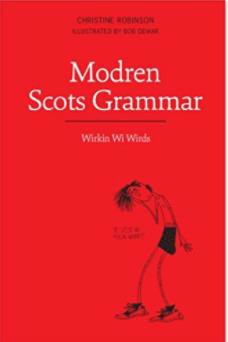 CHRISTINE ROBINSON
ILLUSTRATED BY BOB DEWAR
Modren
Scots Grammar
Wirkin Wi Wirds